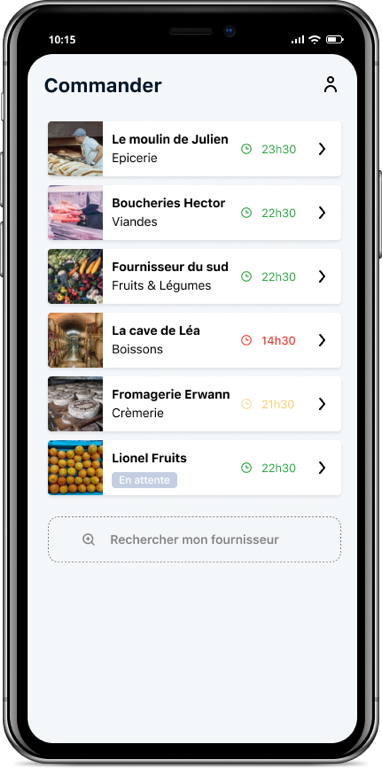 10:15
Commander
Le moulin de Julien
Epicerie
23h30
Boucheries Hector
Viandes
22h30
Fournisseur du sud
Fruits & Légumes
22h30
La cave de Léa
Boissons
14h30
Fromagerie Erwann
Crèmerie
21h30
Lionel Fruits
En attente
22h30
Rechercher mon fournisseur